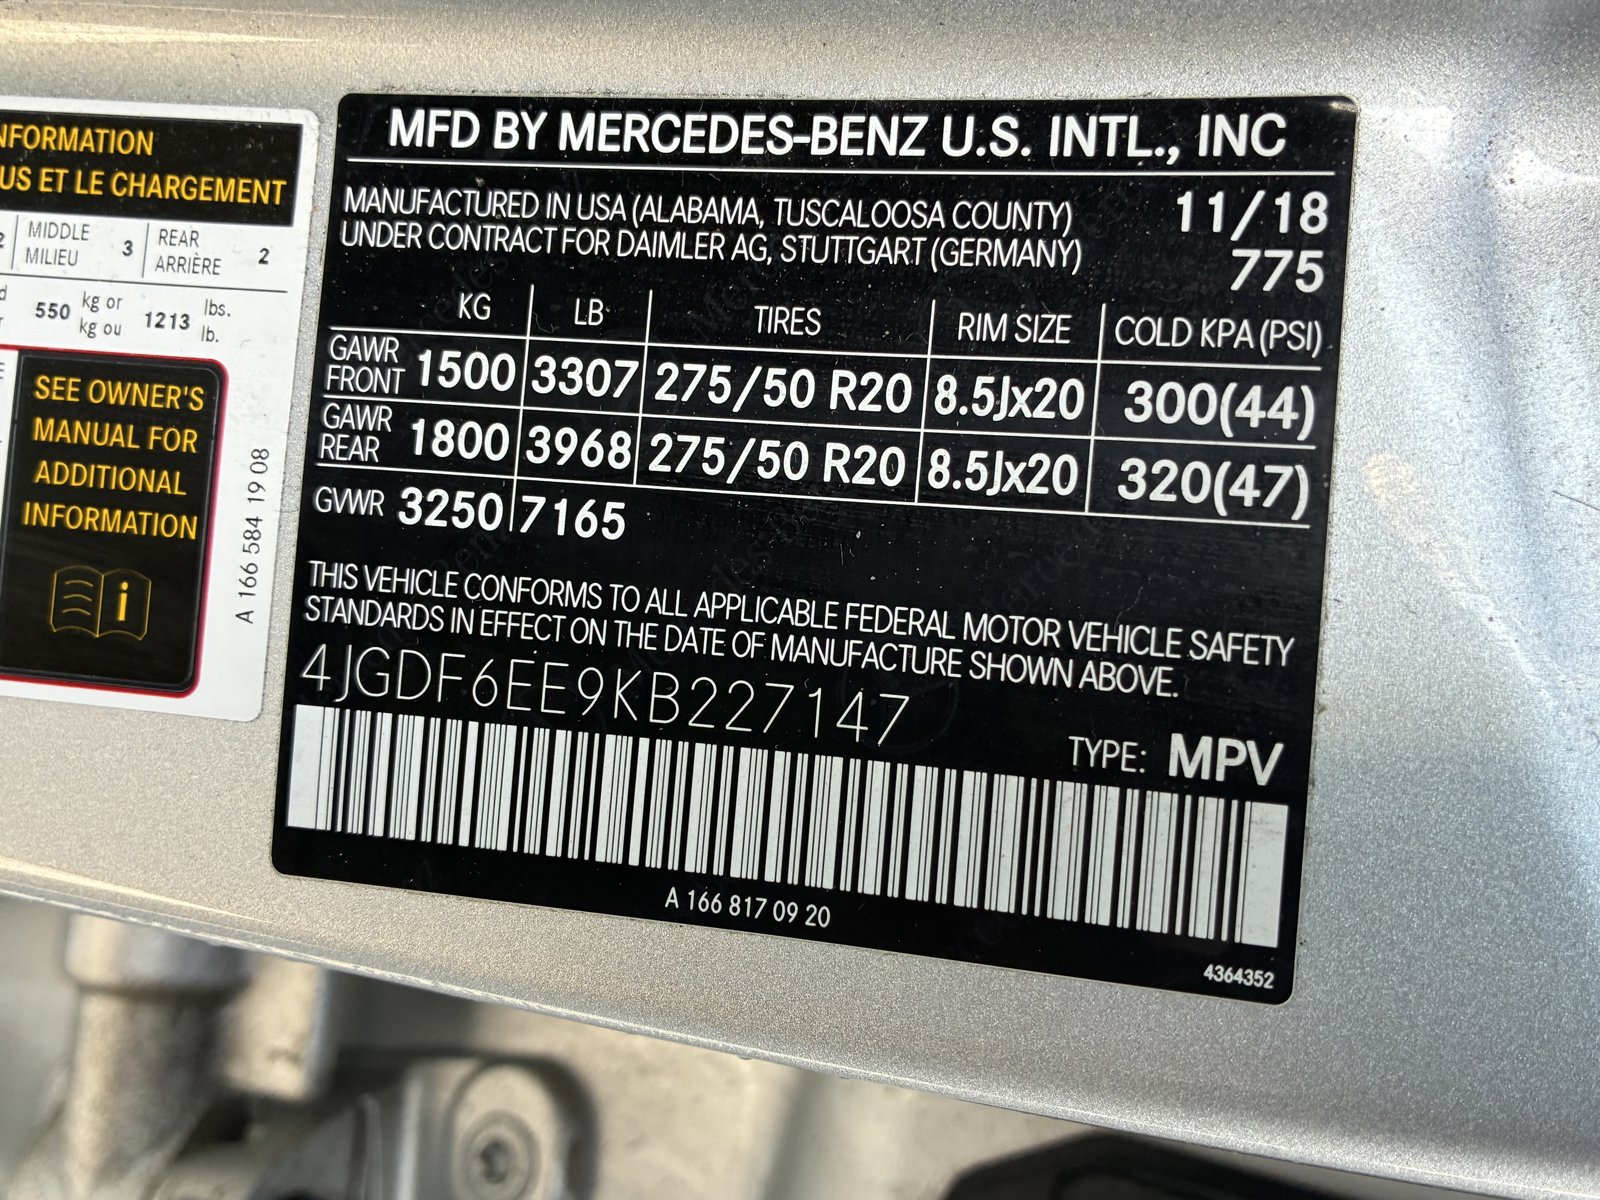 NFORMATION
US ET LE CHARGEMENT
2 MIDDLE MILIEU 3 REAR ARRIÈRE 2
550 kg or kg ou 1213 lbs. lb.
SEE OWNER'S
MANUAL FOR
ADDITIONAL
INFORMATION
i
A 166 584 19 08
MFD BY MERCEDES-BENZ U.S. INTL., INC
MANUFACTURED IN USA (ALABAMA, TUSCALOOSA COUNTY) 11/18
UNDER CONTRACT FOR DAIMLER AG, STUTTGART (GERMANY) 775
KG LB TIRES RIM SIZE COLD KPA (PSI)
GAWR FRONT 1500 3307 275/50 R20 8.5Jx20 300(44)
GAWR REAR 1800 3968 275/50 R20 8.5Jx20 320(47)
GVWR 3250 7165
THIS VEHICLE CONFORMS TO ALL APPLICABLE FEDERAL MOTOR VEHICLE SAFETY
STANDARDS IN EFFECT ON THE DATE OF MANUFACTURE SHOWN ABOVE.
4JGDF6EE9KB227147
TYPE: MPV
A 166 817 09 20
4364352